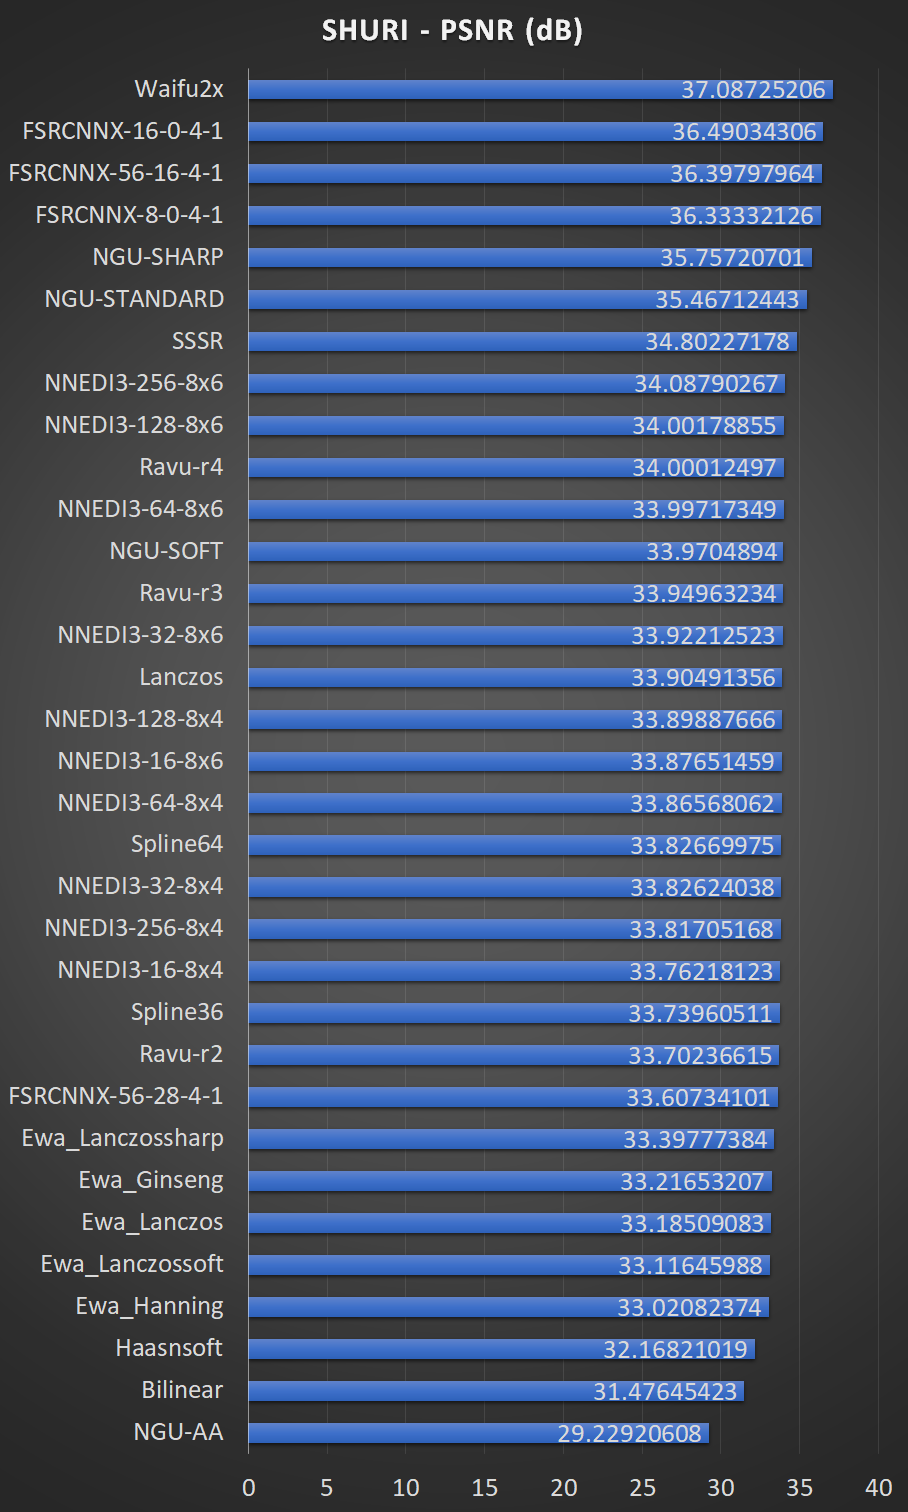 SHURI - PSNR (dB)
Waifu2x 37.08725206
FSRCNNX-16-0-4-1 36.49034306
FSRCNNX-56-16-4-1 36.39797964
FSRCNNX-8-0-4-1 36.33332126
NGU-SHARP 35.75720701
NGU-STANDARD 35.46712443
SSSR 34.80227178
NNEDI3-256-8x6 34.08790267
NNEDI3-128-8x6 34.00178855
Ravu-r4 34.00012497
NNEDI3-64-8x6 33.99717349
NGU-SOFT 33.9704894
Ravu-r3 33.94963234
NNEDI3-32-8x6 33.92212523
Lanczos 33.90491356
NNEDI3-128-8x4 33.89887666
NNEDI3-16-8x6 33.87651459
NNEDI3-64-8x4 33.86568062
Spline64 33.82669975
NNEDI3-32-8x4 33.82624038
NNEDI3-256-8x4 33.81705168
NNEDI3-16-8x4 33.76218123
Spline36 33.73960511
Ravu-r2 33.70236615
FSRCNNX-56-28-4-1 33.60734101
Ewa_Lanczossharp 33.39777384
Ewa_Ginseng 33.21653207
Ewa_Lanczos 33.18509083
Ewa_Lanczossoft 33.11645988
Ewa_Hanning 33.02082374
Haasnsoft 32.16821019
Bilinear 31.47645423
NGU-AA 29.22920608
0 5 10 15 20 25 30 35 40